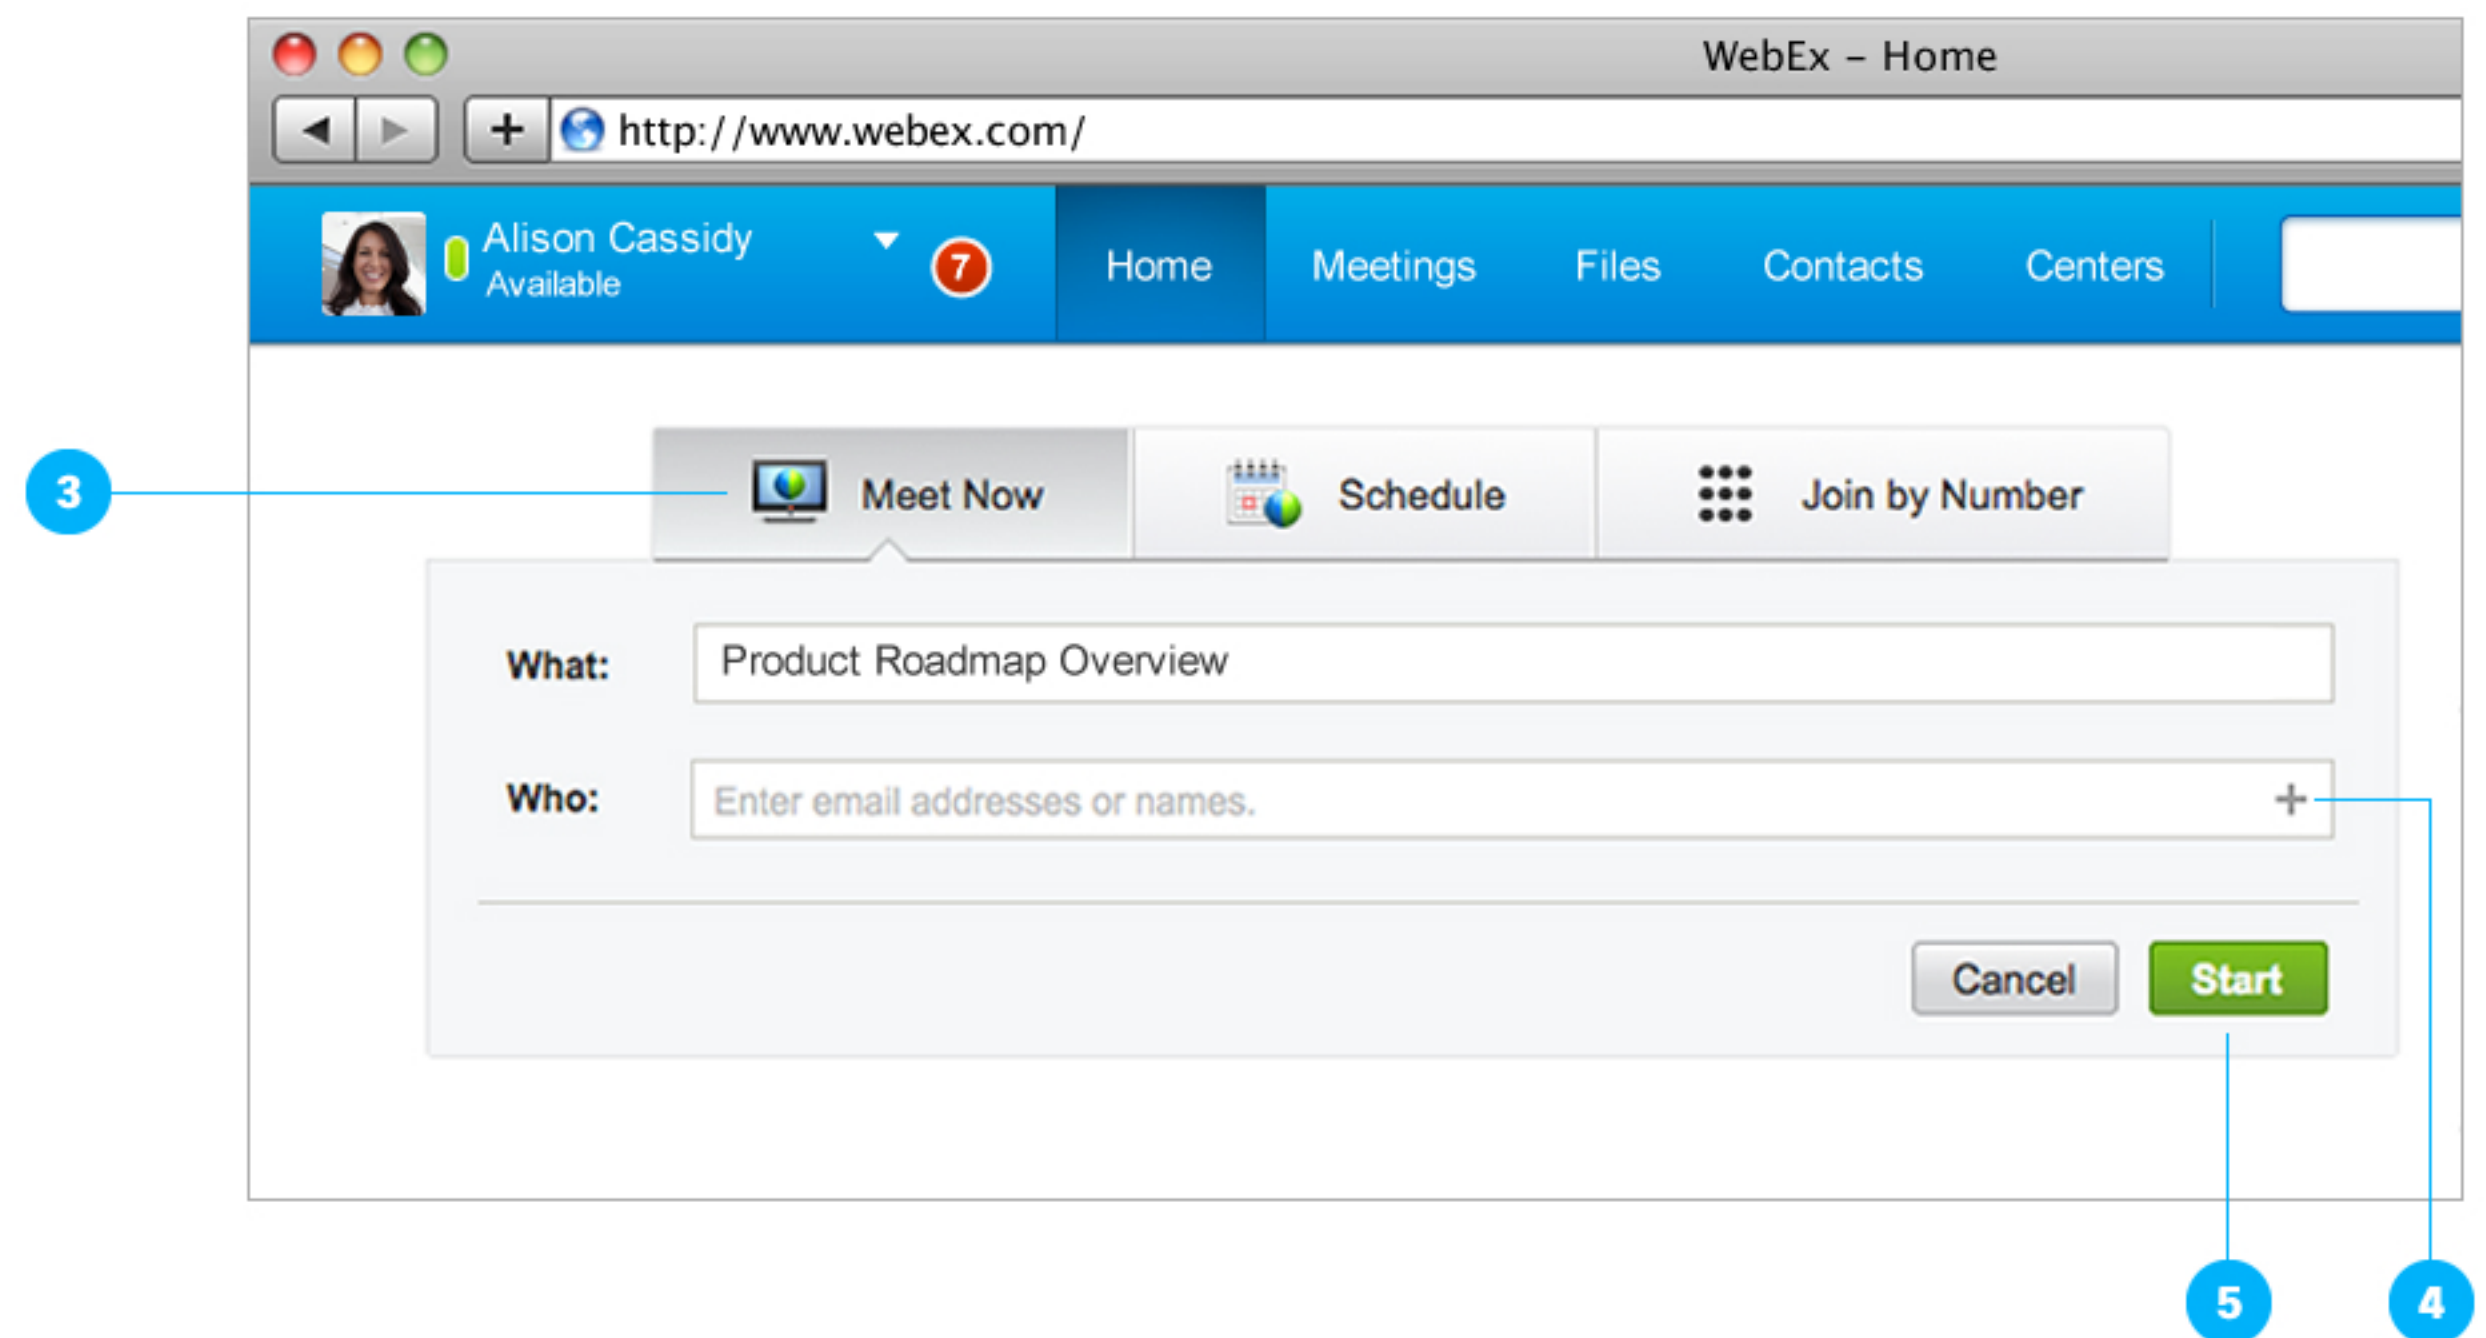 WebEx – Home
http://www.webex.com/
Alison Cassidy
Available
7
Home
Meetings
Files
Contacts
Centers
3
Meet Now
Schedule
Join by Number
What:
Product Roadmap Overview
Who:
Enter email addresses or names.
Cancel
Start
5
4